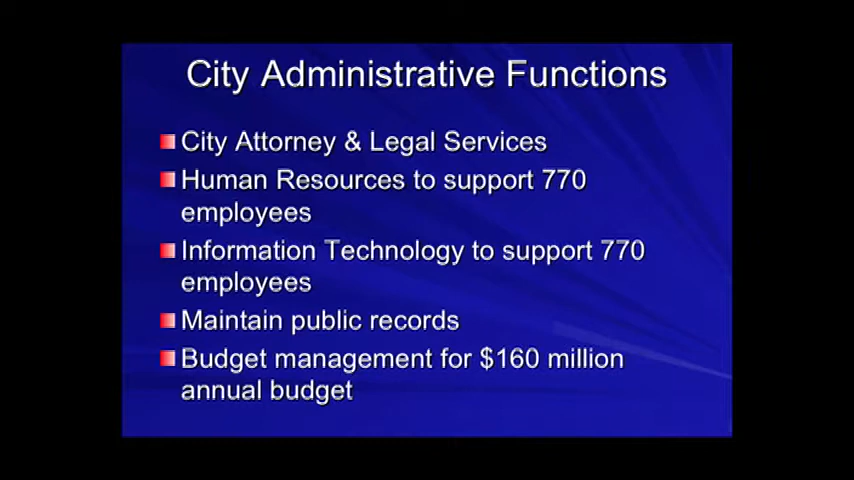 City Administrative Functions
City Attorney & Legal Services
Human Resources to support 770
employees
Information Technology to support 770
employees
Maintain public records
Budget management for $160 million
annual budget